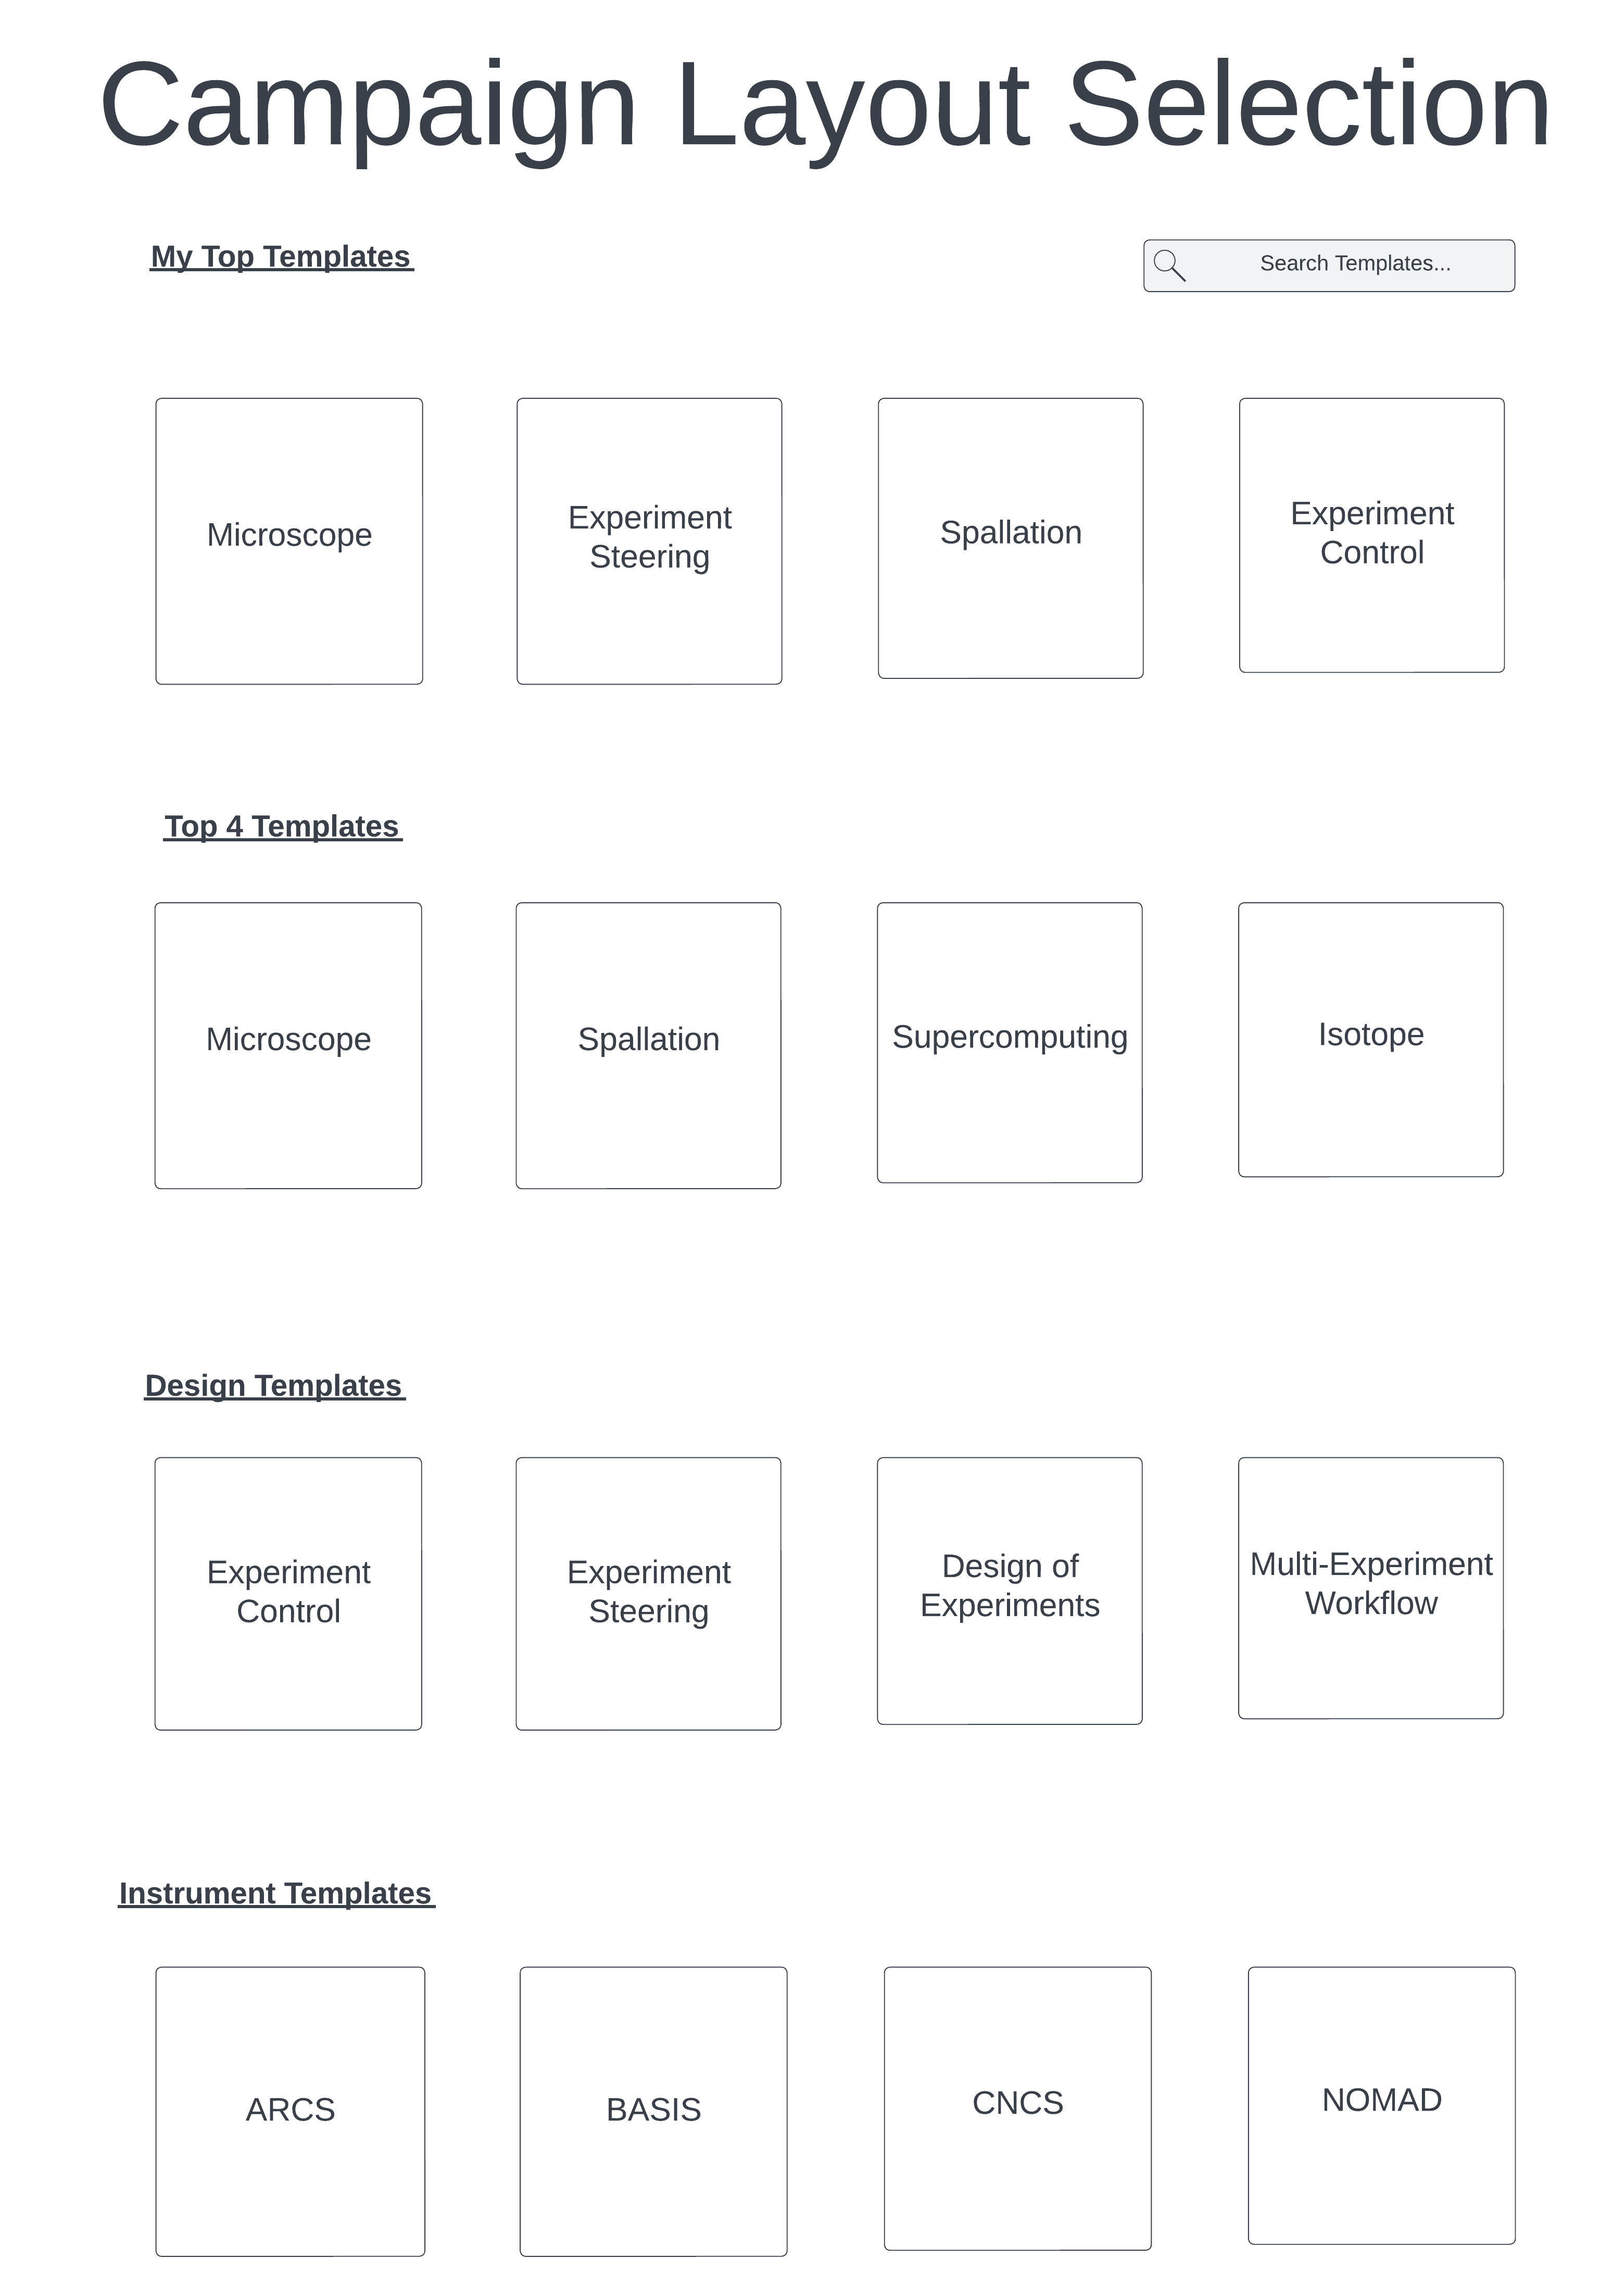 Campaign Layout Selection
My Top Templates
Search Templates...
Microscope
Experiment
Steering
Spallation
Experiment
Control
Top 4 Templates
Microscope
Spallation
Supercomputing
Isotope
Design Templates
Experiment
Control
Experiment
Steering
Design of
Experiments
Multi-Experiment
Workflow
Instrument Templates
ARCS
BASIS
CNCS
NOMAD